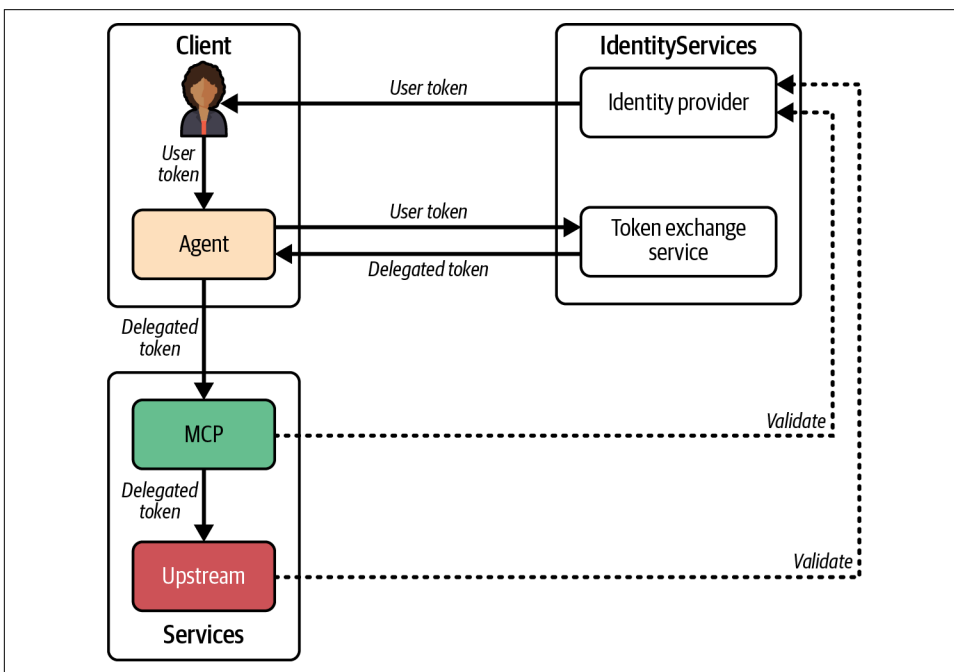 Client
IdentityServices
User token
Identity provider
User
token
User token
Agent
Token exchange
service
Delegated token
Delegated
token
MCP
Validate
Delegated
token
Upstream
Validate
Services